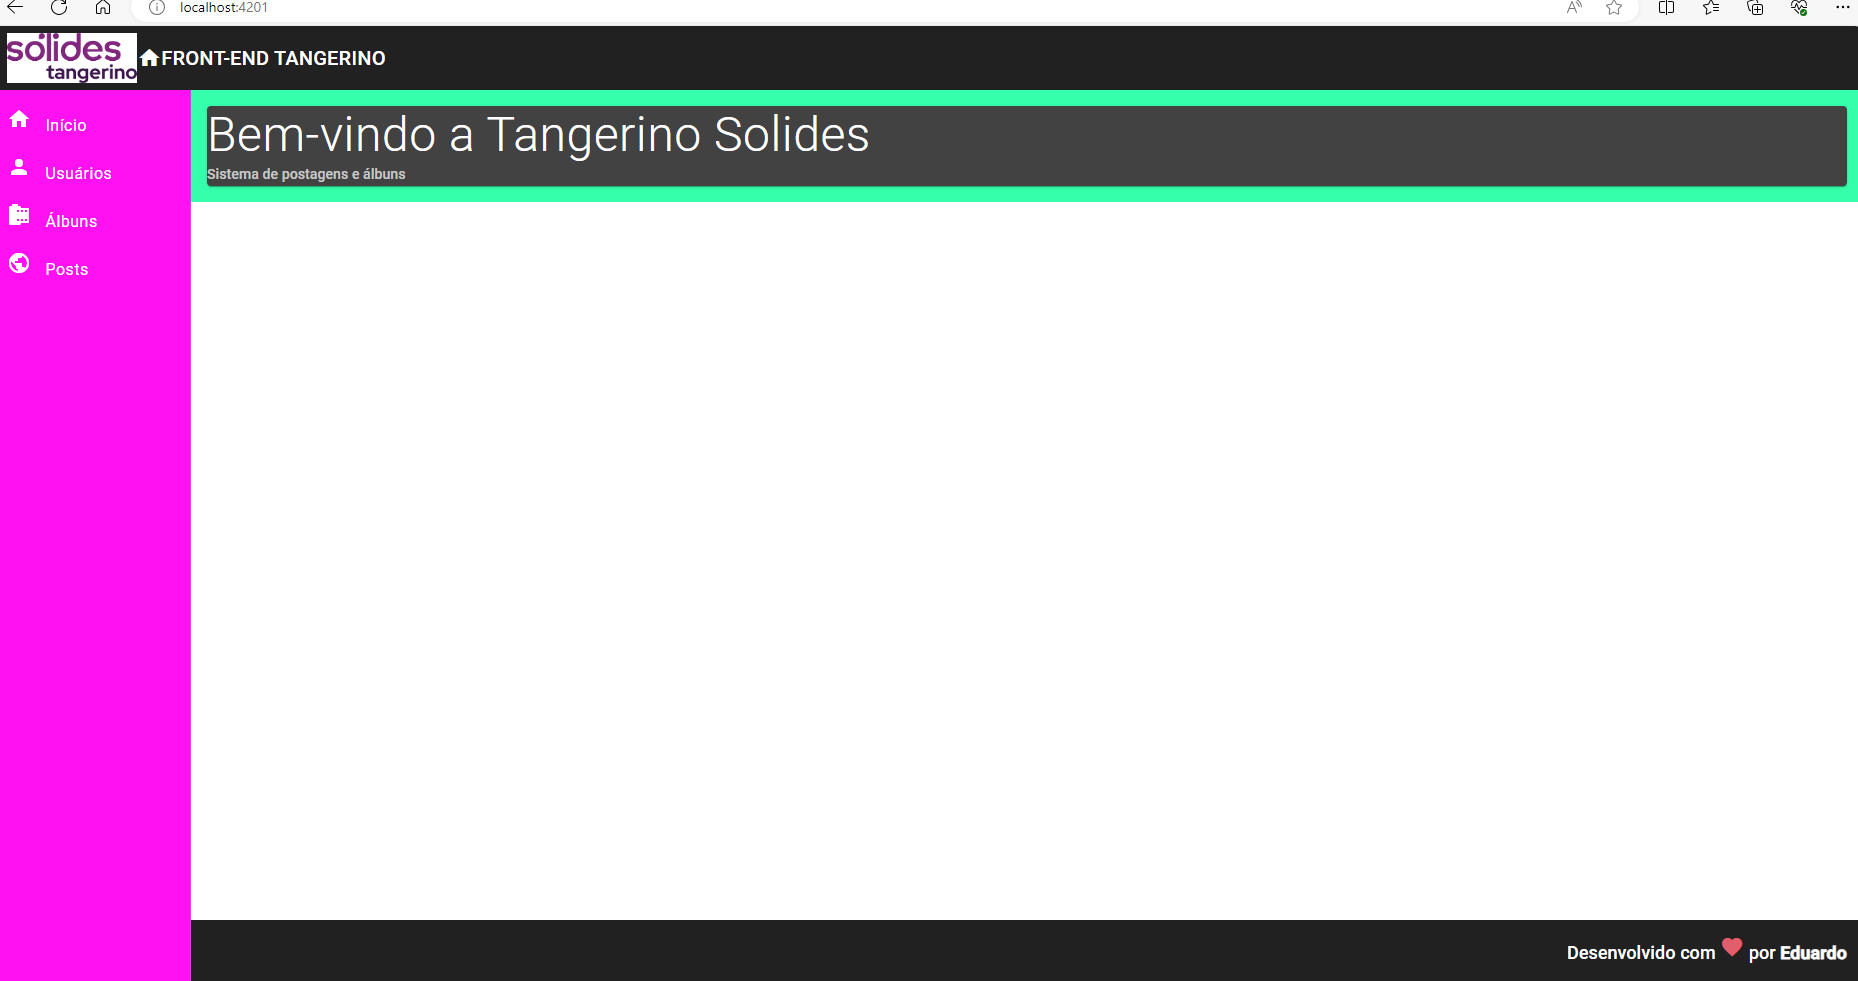 localhost:4201
sólides
tangerino
FRONT-END TANGERINO
Início
Usuários
Álbuns
Posts
Bem-vindo a Tangerino Solides
Sistema de postagens e álbuns
Desenvolvido com por Eduardo